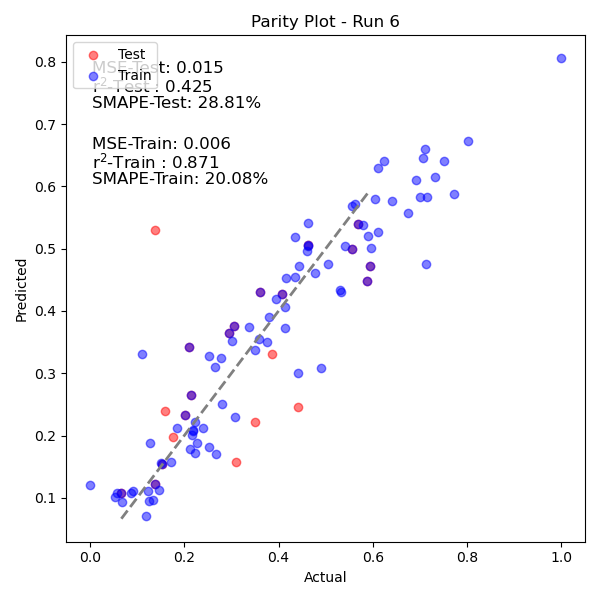 Parity Plot - Run 6
Test
Train
MSE-Test: 0.015
r²-Test : 0.425
SMAPE-Test: 28.81%
MSE-Train: 0.006
r²-Train : 0.871
SMAPE-Train: 20.08%
0.8
0.7
0.6
0.5
0.4
0.3
0.2
0.1
Predicted
0.0 0.2 0.4 0.6 0.8 1.0
Actual